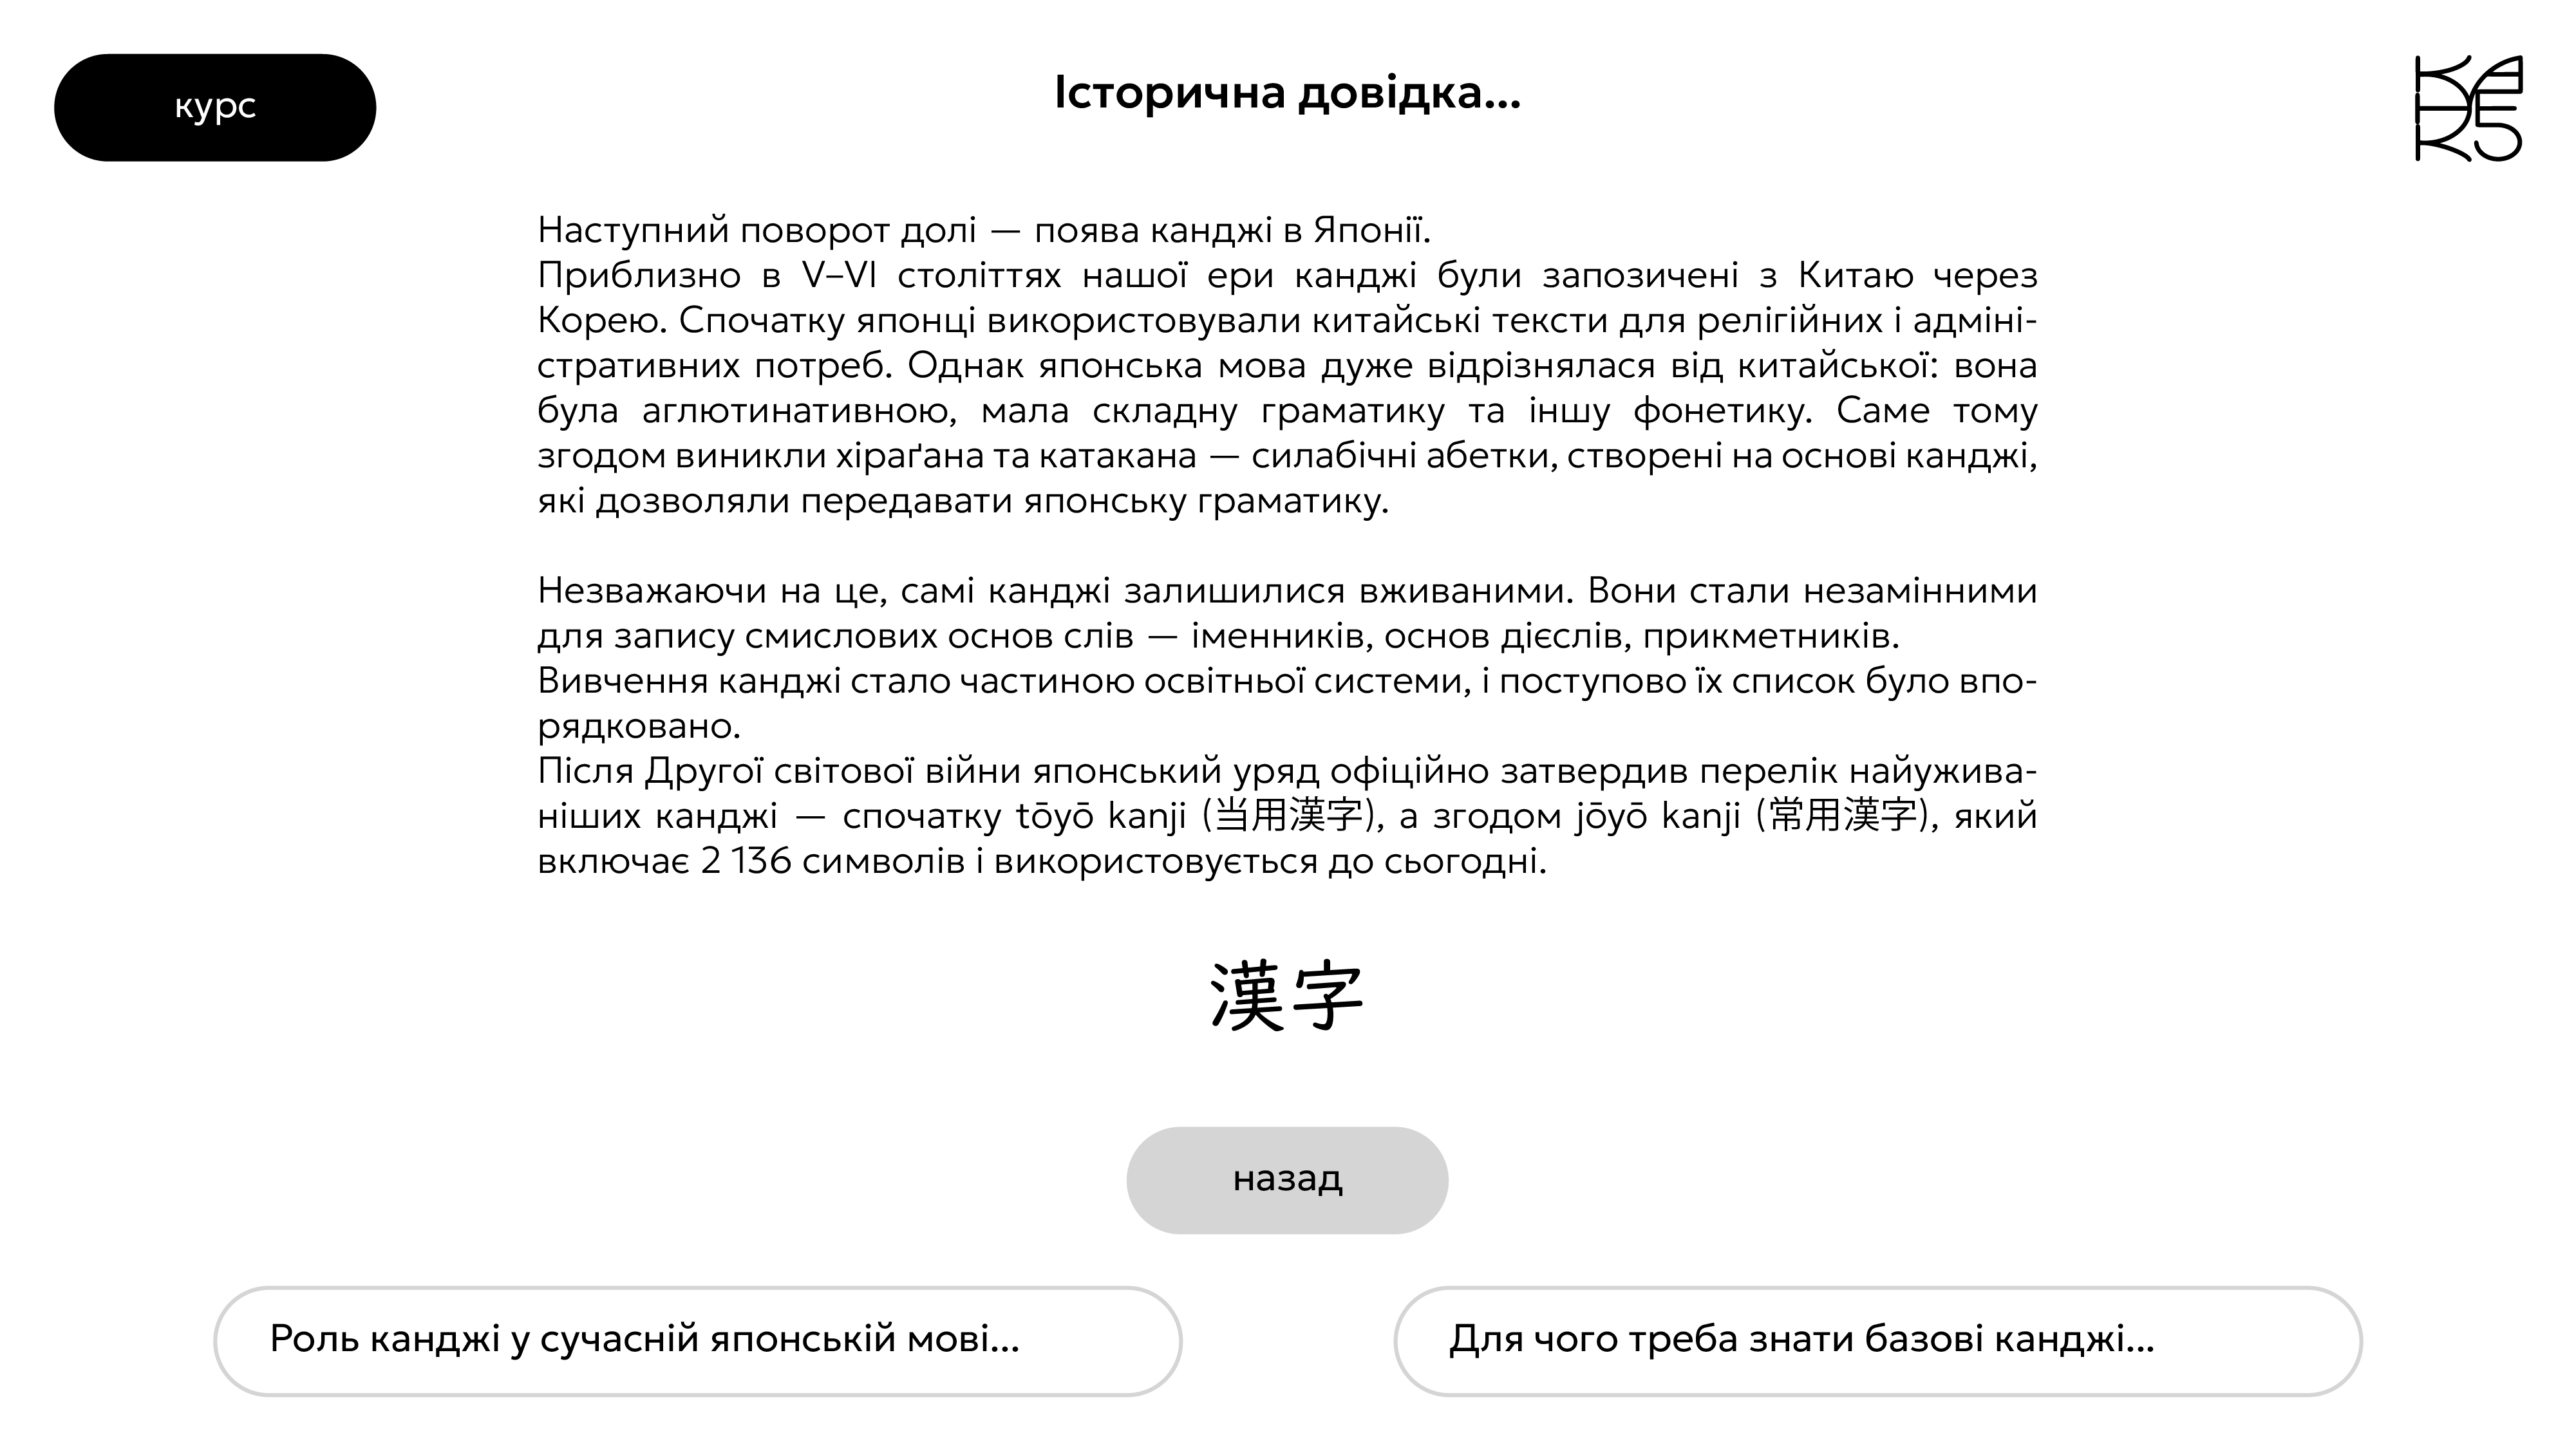 курс
Історична довідка...
Наступний поворот долі — поява канджі в Японії.
Приблизно в V–VI століттях нашої ери канджі були запозичені з Китаю через
Корею. Спочатку японці використовували китайські тексти для релігійних і адміні-
стративних потреб. Однак японська мова дуже відрізнялася від китайської: вона
була аглютинативною, мала складну граматику та іншу фонетику. Саме тому
згодом виникли хіраґана та катакана — силабічні абетки, створені на основі канджі,
які дозволяли передавати японську граматику.
Незважаючи на це, самі канджі залишилися вживаними. Вони стали незамінними
для запису смислових основ слів — іменників, основ дієслів, прикметників.
Вивчення канджі стало частиною освітньої системи, і поступово їх список було впо-
рядковано.
Після Другої світової війни японський уряд офіційно затвердив перелік найужива-
ніших канджі — спочатку tōyō kanji (当用漢字), а згодом jōyō kanji (常用漢字), який
включає 2 136 символів і використовується до сьогодні.
漢字
назад
Роль канджі у сучасній японській мові...
Для чого треба знати базові канджі...